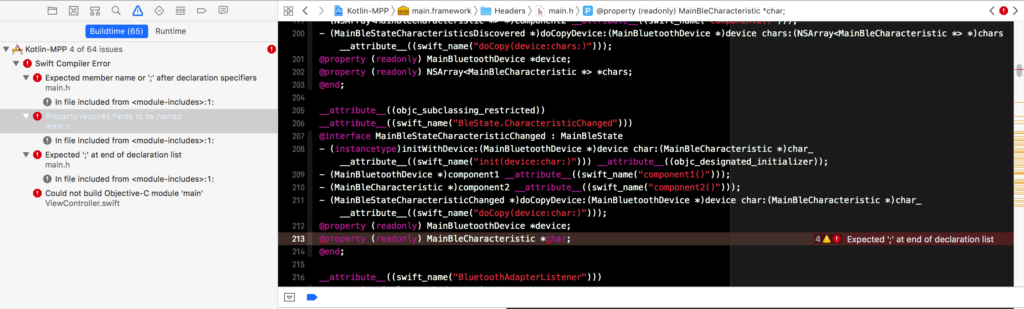 Kotlin-MPP
main.framework
Headers
main.h
@property (readonly) MainBleCharacteristic *char;
Buildtime (65)
Runtime
Kotlin-MPP 4 of 64 issues
Swift Compiler Error
Expected member name or ';' after declaration specifiers
main.h
In file included from <module-includes>:1:
Property requires fields to be named
main.h
In file included from <module-includes>:1:
Expected ';' at end of declaration list
main.h
In file included from <module-includes>:1:
Could not build Objective-C module 'main'
ViewController.swift
200 - (MainBleStateCharacteristicsDiscovered *)doCopyDevice:(MainBluetoothDevice *)device chars:(NSArray<MainBleCharacteristic *> *)chars
__attribute__((swift_name("doCopy(device:chars:)")));
201 @property (readonly) MainBluetoothDevice *device;
202 @property (readonly) NSArray<MainBleCharacteristic *> *chars;
203 @end;
204
205 __attribute__((objc_subclassing_restricted))
206 __attribute__((swift_name("BleState.CharacteristicChanged")))
207 @interface MainBleStateCharacteristicChanged : MainBleState
208 - (instancetype)initWithDevice:(MainBluetoothDevice *)device char:(MainBleCharacteristic *)char_
__attribute__((swift_name("init(device:char:)"))) __attribute__((objc_designated_initializer));
209 - (MainBluetoothDevice *)component1 __attribute__((swift_name("component1()")));
210 - (MainBleCharacteristic *)component2 __attribute__((swift_name("component2()")));
211 - (MainBleStateCharacteristicChanged *)doCopyDevice:(MainBluetoothDevice *)device char:(MainBleCharacteristic *)char_
__attribute__((swift_name("doCopy(device:char:)")));
212 @property (readonly) MainBluetoothDevice *device;
213 @property (readonly) MainBleCharacteristic *char;
4
Expected ';' at end of declaration list
214 @end;
215
216 __attribute__((swift_name("BluetoothAdapterListener")))